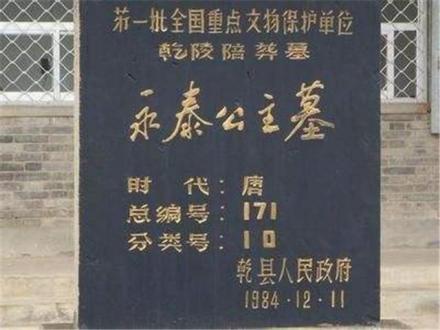 第一批全国重点文物保护单位
乾陵陪葬墓
永泰公主墓
时 代：唐
总编号：171
分类号：10
乾县人民政府
1984·12·11